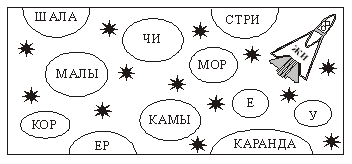 ШАЛА
СТРИ
ЧИ
ЖИ
МАЛЫ
МОР
Е
КАМЫ
У
КОР
ЕР
КАРАНДА